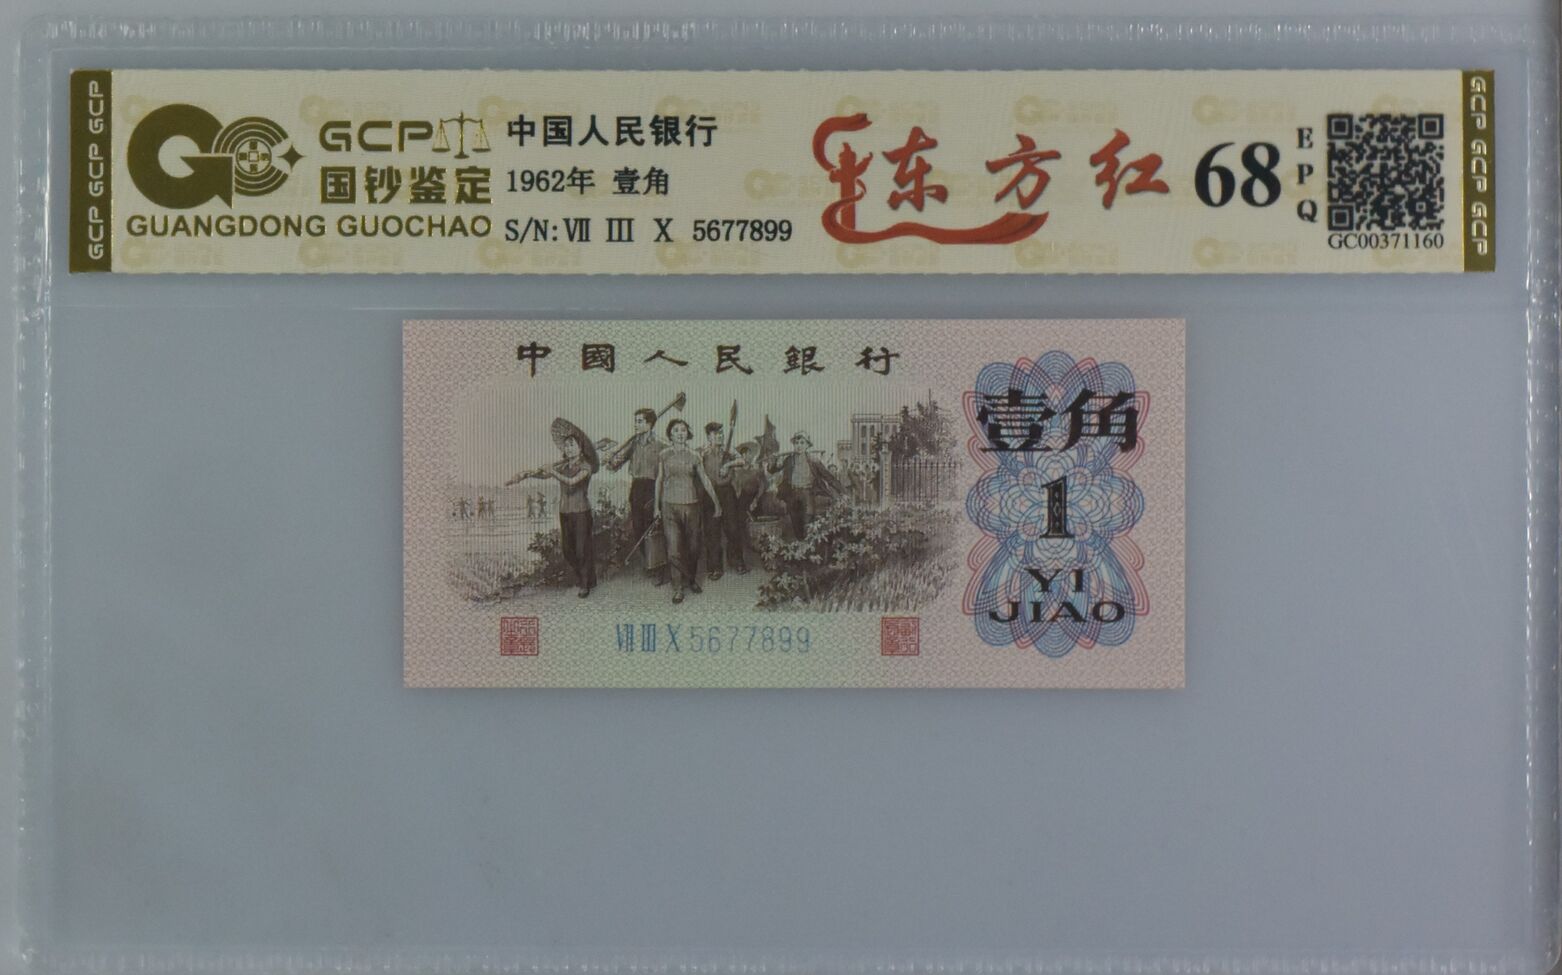 GCP GCP GCP
GCP
国钞鉴定
GUANGDONG GUOCHAO
中国人民银行
1962年 壹角
S/N: Ⅶ Ⅲ X 5677899
东方红
68
EPQ
GC00371160
GCP GCP GCP
中國人民銀行
壹角
1
YI
JIAO
Ⅶ Ⅲ X 5677899